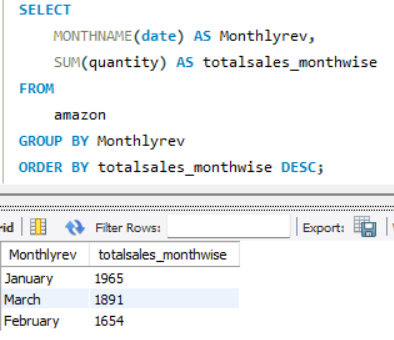 SELECT
MONTHNAME(date) AS Monthlyrev,
SUM(quantity) AS totalsales_monthwise
FROM
amazon
GROUP BY Monthlyrev
ORDER BY totalsales_monthwise DESC;
Filter Rows: Export:
Monthlyrev totalsales_monthwise
January 1965
March 1891
February 1654